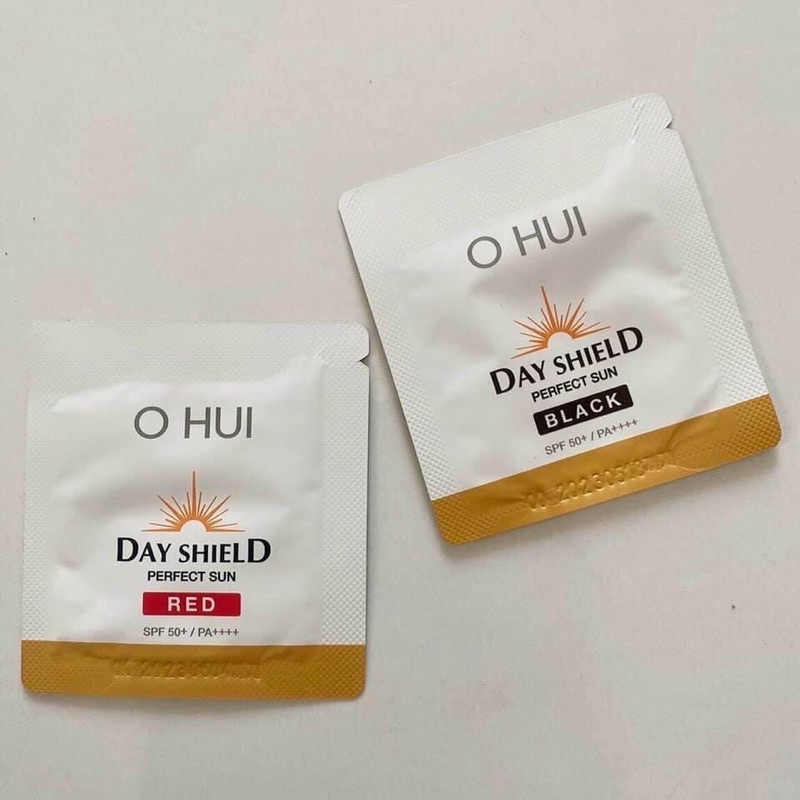 O HUI
DAY SHIELD
PERFECT SUN
RED
SPF 50+ / PA++++
O HUI
DAY SHIELD
PERFECT SUN
BLACK
SPF 50+ / PA++++